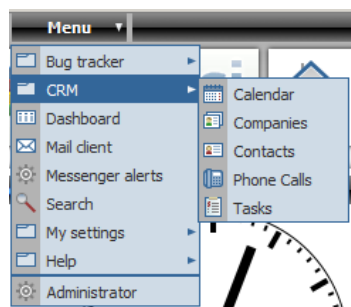 Menu
Bug tracker
CRM
Dashboard
Mail client
Messenger alerts
Search
My settings
Help
Administrator
Calendar
Companies
Contacts
Phone Calls
Tasks